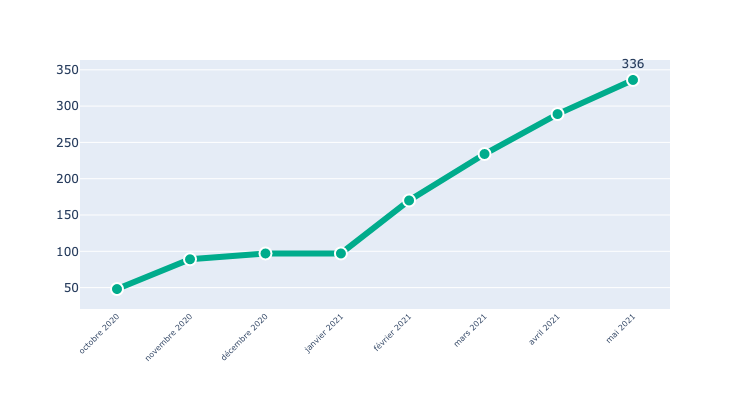 336
350
300
250
200
150
100
50
octobre 2020
novembre 2020
décembre 2020
janvier 2021
février 2021
mars 2021
avril 2021
mai 2021